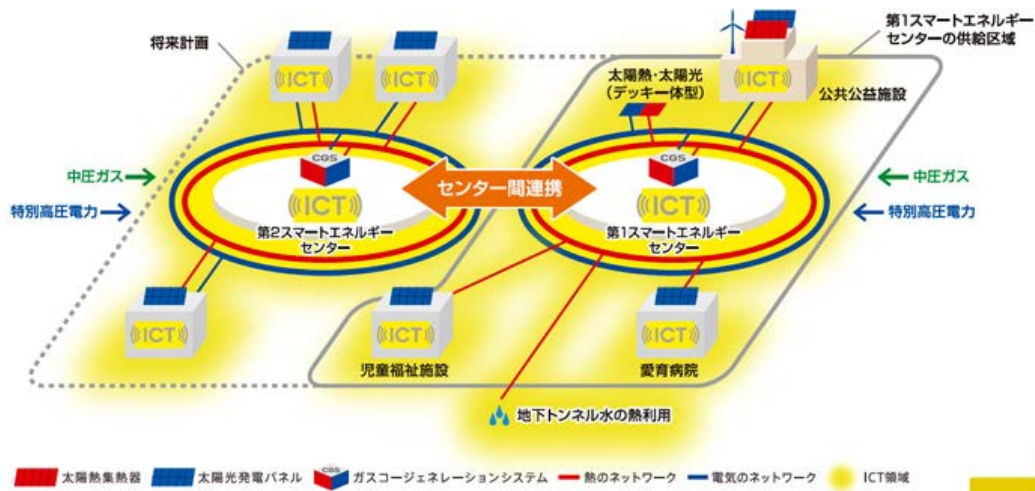 将来計画
ICT
ICT
第1スマートエネルギー
センターの供給区域
太陽熱・太陽光
(デッキ一体型)
ICT
公共公益施設
中圧ガス
特別高圧電力
CGS
ICT
第2スマートエネルギー
センター
センター間連携
CGS
ICT
第1スマートエネルギー
センター
中圧ガス
特別高圧電力
ICT
ICT
児童福祉施設
ICT
愛育病院
地下トンネル水の熱利用
太陽熱集熱器
太陽光発電パネル
CGS
ガスコージェネレーションシステム
熱のネットワーク
電気のネットワーク
ICT領域